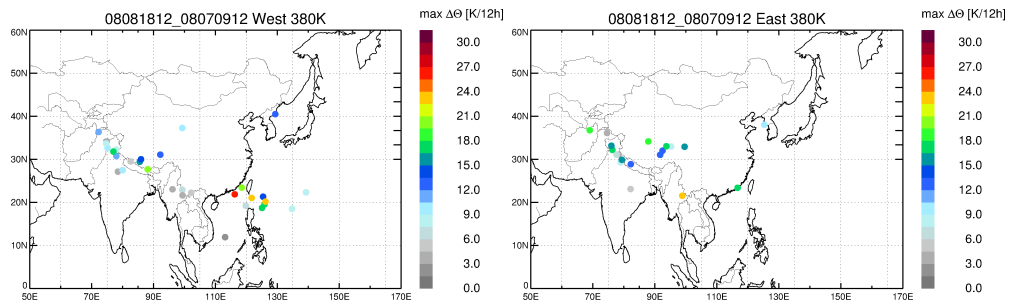 08081812_08070912 West 380K
max ΔΘ [K/12h]
60N
50N
40N
30N
20N
10N
0
50E 70E 90E 110E 130E 150E 170E
30.0
27.0
24.0
21.0
18.0
15.0
12.0
9.0
6.0
3.0
0.0
08081812_08070912 East 380K
max ΔΘ [K/12h]
60N
50N
40N
30N
20N
10N
0
50E 70E 90E 110E 130E 150E 170E
30.0
27.0
24.0
21.0
18.0
15.0
12.0
9.0
6.0
3.0
0.0